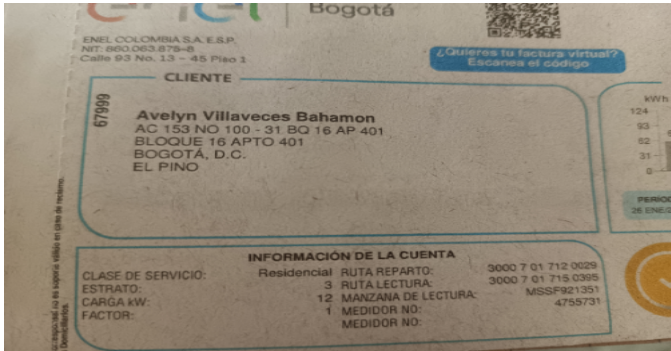 enel
Bogotá
ENEL COLOMBIA S.A. E.S.P.
NIT: 860.063.875-8
Calle 93 No. 13 - 45 Piso 1
¿Quieres tu factura virtual?
Escanea el código
CLIENTE
67999
Avelyn Villaveces Bahamon
AC 153 NO 100 - 31 BQ 16 AP 401
BLOQUE 16 APTO 401
BOGOTÁ, D.C.
EL PINO
kWh
124
93
62
31
0
26 ENE
INFORMACIÓN DE LA CUENTA
CLASE DE SERVICIO: Residencial RUTA REPARTO: 3000 7 01 712 0029
ESTRATO: 3 RUTA LECTURA: 3000 7 01 715 0395
CARGA kW: 12 MANZANA DE LECTURA: MSSF921351
FACTOR: 1 MEDIDOR NO: 4755731
MEDIDOR NO: